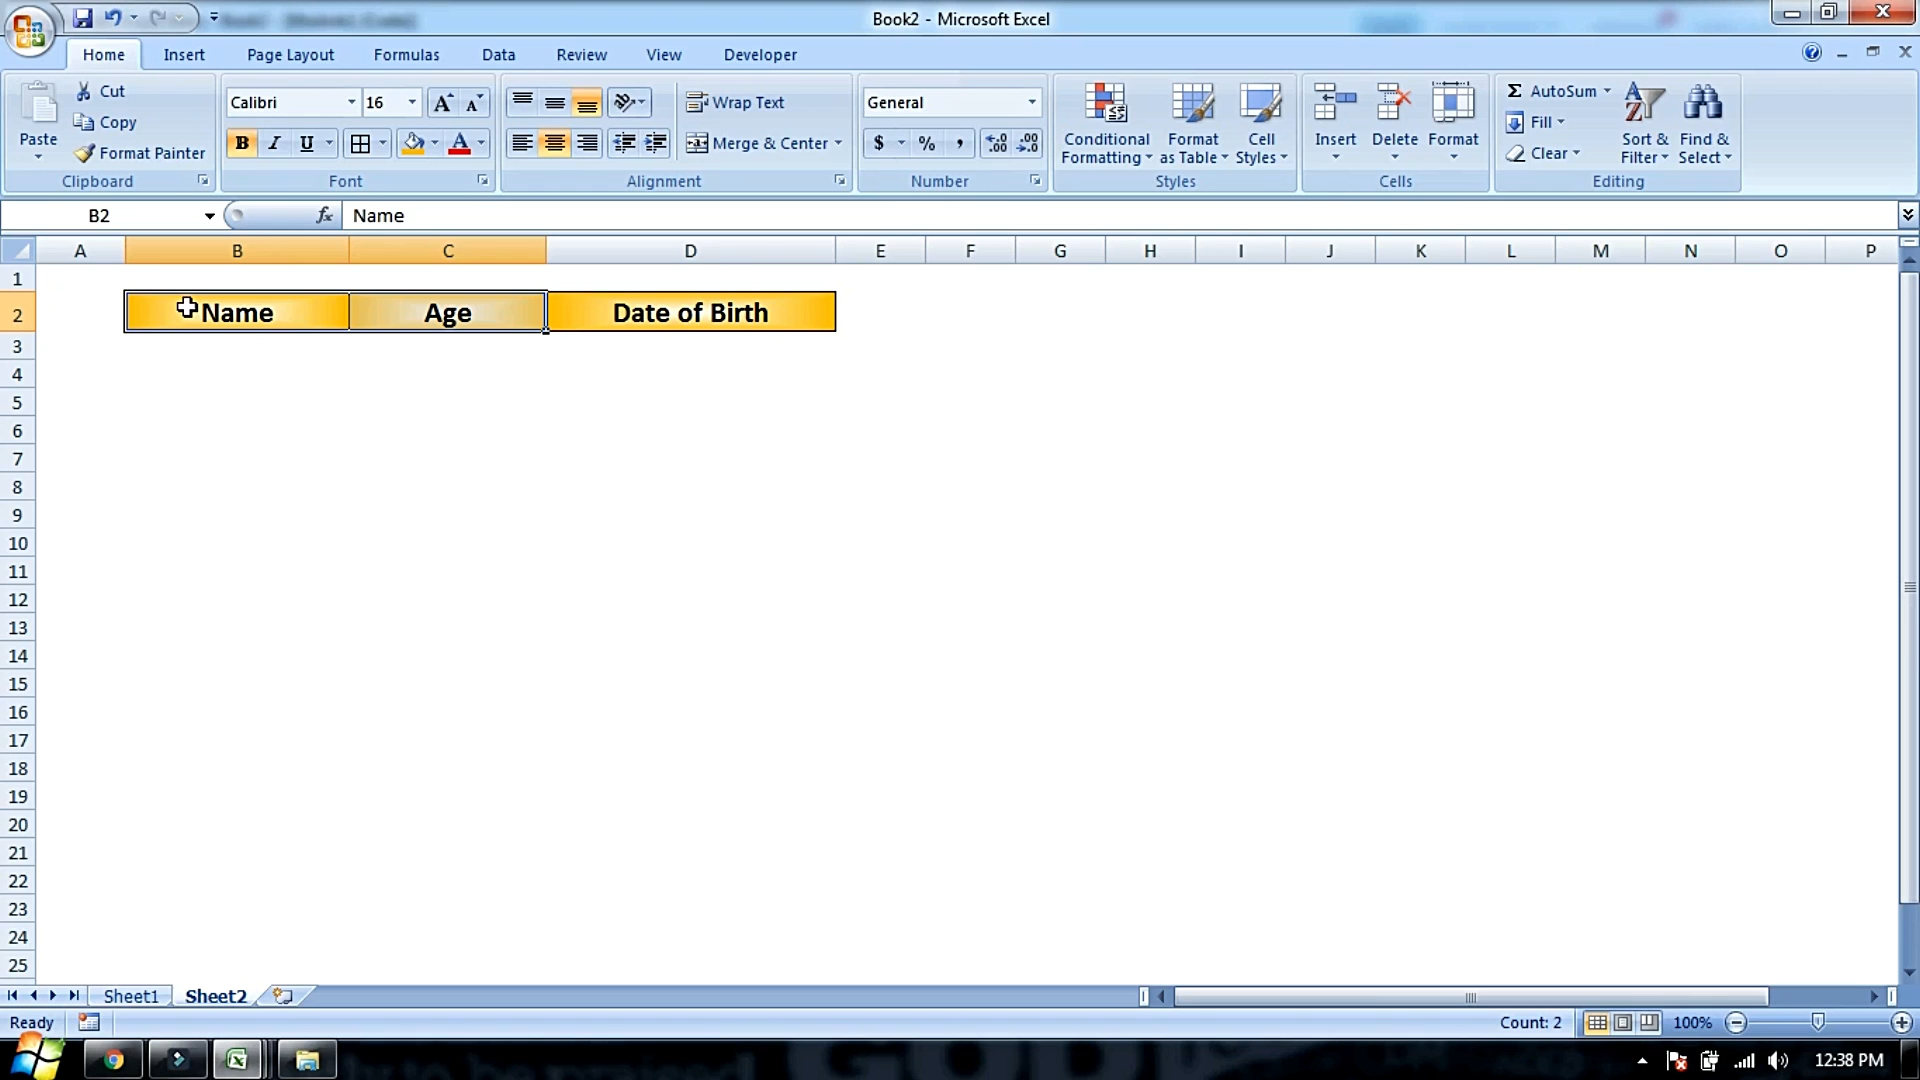 Book2 - Microsoft Excel
Home Insert Page Layout Formulas Data Review View Developer
Paste
Cut
Copy
Format Painter
Clipboard
Calibri 16
B I U
Font
Wrap Text
Merge & Center
Alignment
General
$ % ,
Number
Conditional Formatting
Format as Table
Cell Styles
Styles
Insert Delete Format
Cells
AutoSum
Fill
Clear
Sort & Filter
Find & Select
Editing
B2 fx Name
A B C D E F G H I J K L M N O P
1
2 Name Age Date of Birth
3
4
5
6
7
8
9
10
11
12
13
14
15
16
17
18
19
20
21
22
23
24
25
Sheet1 Sheet2
Ready Count: 2 100%
12:38 PM